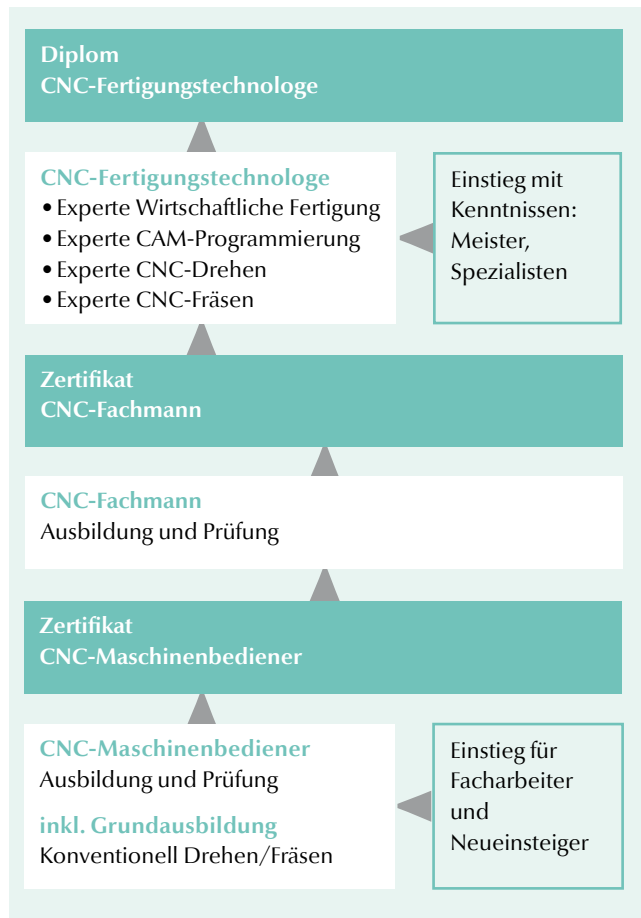 Diplom
CNC-Fertigungstechnologe
CNC-Fertigungstechnologe
• Experte Wirtschaftliche Fertigung
• Experte CAM-Programmierung
• Experte CNC-Drehen
• Experte CNC-Fräsen
Einstieg mit
Kenntnissen:
Meister,
Spezialisten
Zertifikat
CNC-Fachmann
CNC-Fachmann
Ausbildung und Prüfung
Zertifikat
CNC-Maschinenbediener
CNC-Maschinenbediener
Ausbildung und Prüfung
inkl. Grundausbildung
Konventionell Drehen/Fräsen
Einstieg für
Facharbeiter
und
Neueinsteiger